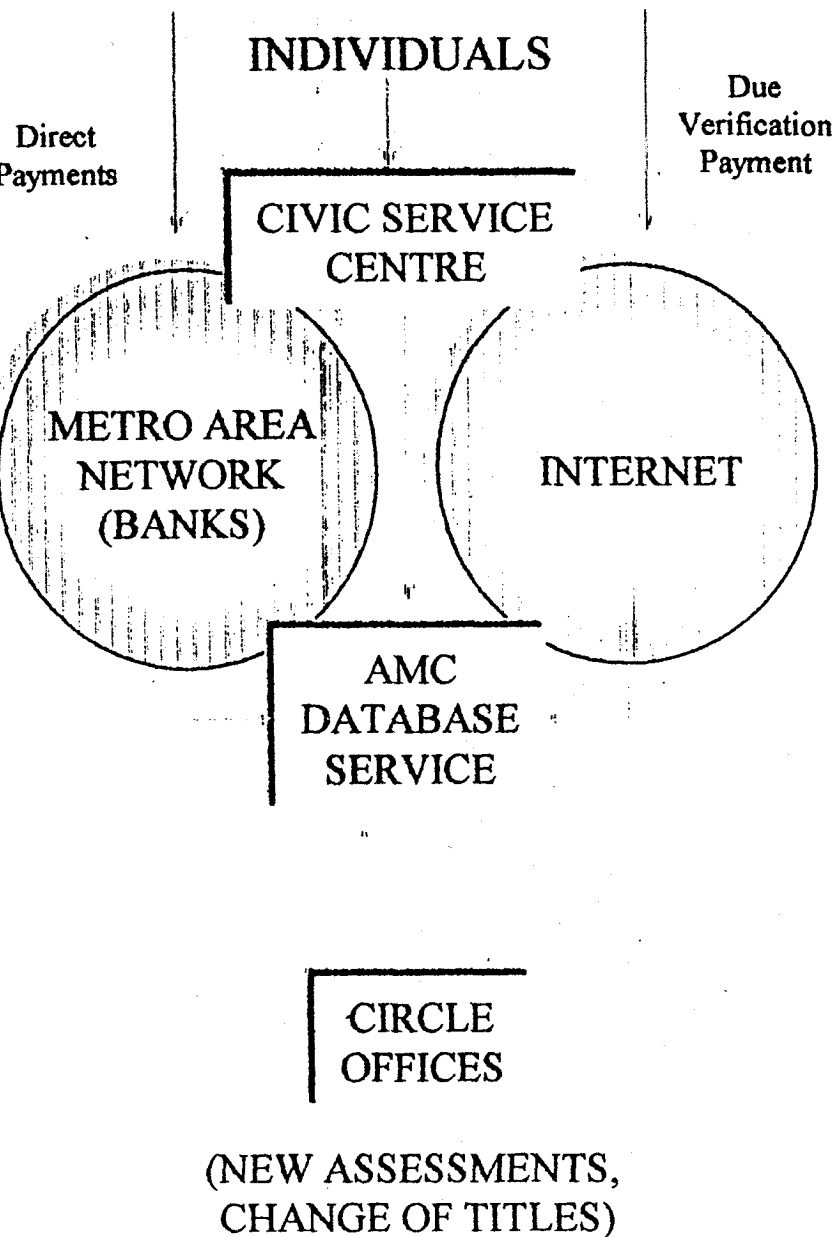 INDIVIDUALS
Direct
Payments
Due
Verification
Payment
CIVIC SERVICE
CENTRE
METRO AREA
NETWORK
(BANKS)
INTERNET
AMC
DATABASE
SERVICE
CIRCLE
OFFICES
(NEW ASSESSMENTS,
CHANGE OF TITLES)